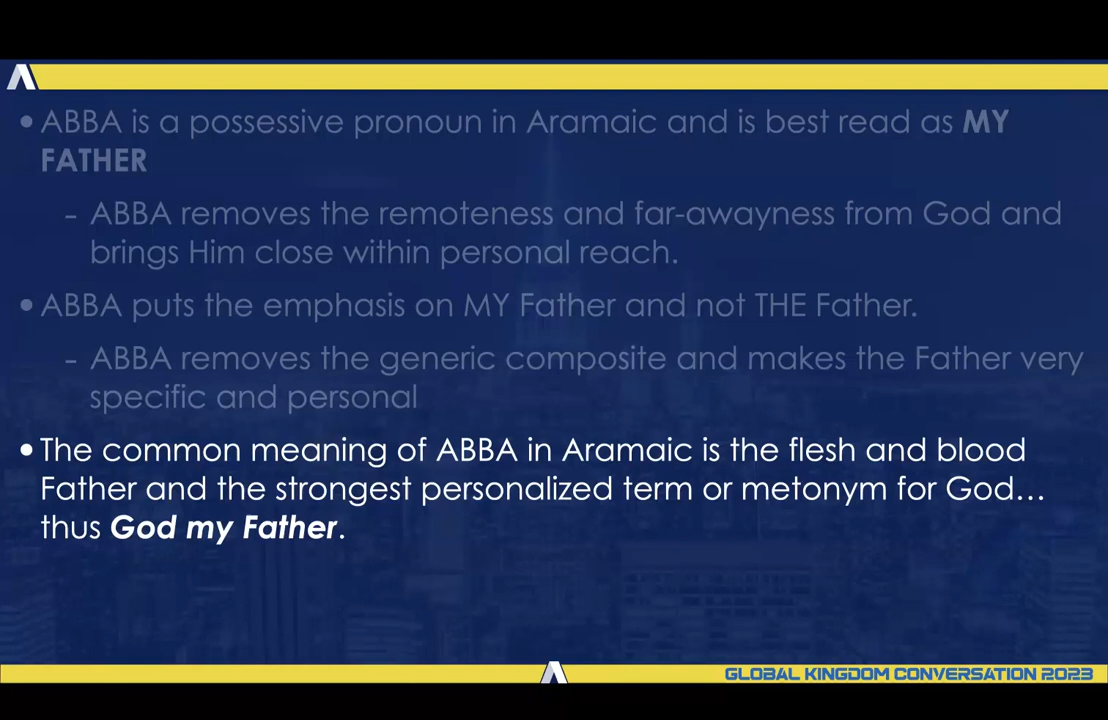 • ABBA is a possessive pronoun in Aramaic and is best read as MY
FATHER
- ABBA removes the remoteness and far-awayness from God and
brings Him close within personal reach.
• ABBA puts the emphasis on MY Father and not THE Father.
- ABBA removes the generic composite and makes the Father very
specific and personal
• The common meaning of ABBA in Aramaic is the flesh and blood
Father and the strongest personalized term or metonym for God…
thus God my Father.
GLOBAL KINGDOM CONVERSATION 2023